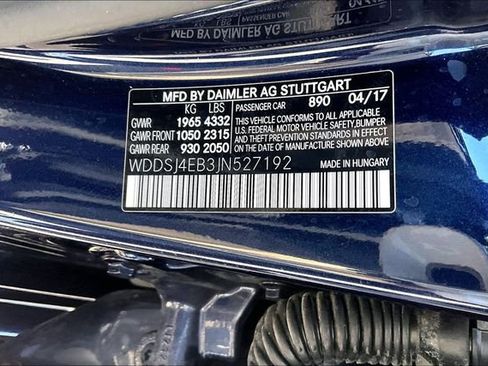 MFD BY DAIMLER AG STUTTGART
KG LBS PASSENGER CAR 890 04/17
GVWR 1965 4332
GAWR FRONT 1050 2315
GAWR REAR 930 2050
THIS VEHICLE CONFORMS TO ALL APPLICABLE
U.S. FEDERAL MOTOR VEHICLE SAFETY,BUMPER
AND THEFT PREVENTION STANDARDS IN EFFECT
ON THE DATE OF MANUFACTURE SHOWN ABOVE
WDDSJ4EB3JN527192 MADE IN HUNGARY